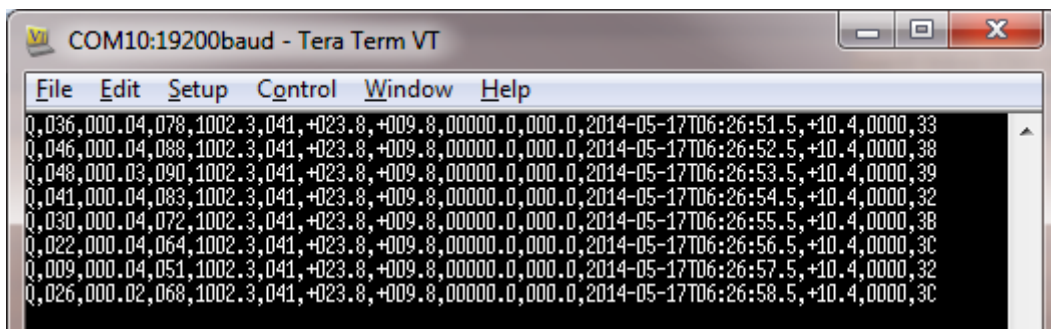 COM10:19200baud - Tera Term VT
File Edit Setup Control Window Help
Q,036,000.04,078,1002.3,041,+023.8,+009.8,00000.0,000.0,2014-05-17T06:26:51.5,+10.4,0000,33
Q,046,000.04,088,1002.3,041,+023.8,+009.8,00000.0,000.0,2014-05-17T06:26:52.5,+10.4,0000,38
Q,048,000.03,090,1002.3,041,+023.8,+009.8,00000.0,000.0,2014-05-17T06:26:53.5,+10.4,0000,39
Q,041,000.04,083,1002.3,041,+023.8,+009.8,00000.0,000.0,2014-05-17T06:26:54.5,+10.4,0000,32
Q,030,000.04,072,1002.3,041,+023.8,+009.8,00000.0,000.0,2014-05-17T06:26:55.5,+10.4,0000,3B
Q,022,000.04,064,1002.3,041,+023.8,+009.8,00000.0,000.0,2014-05-17T06:26:56.5,+10.4,0000,3C
Q,009,000.04,051,1002.3,041,+023.8,+009.8,00000.0,000.0,2014-05-17T06:26:57.5,+10.4,0000,32
Q,026,000.02,068,1002.3,041,+023.8,+009.8,00000.0,000.0,2014-05-17T06:26:58.5,+10.4,0000,3C